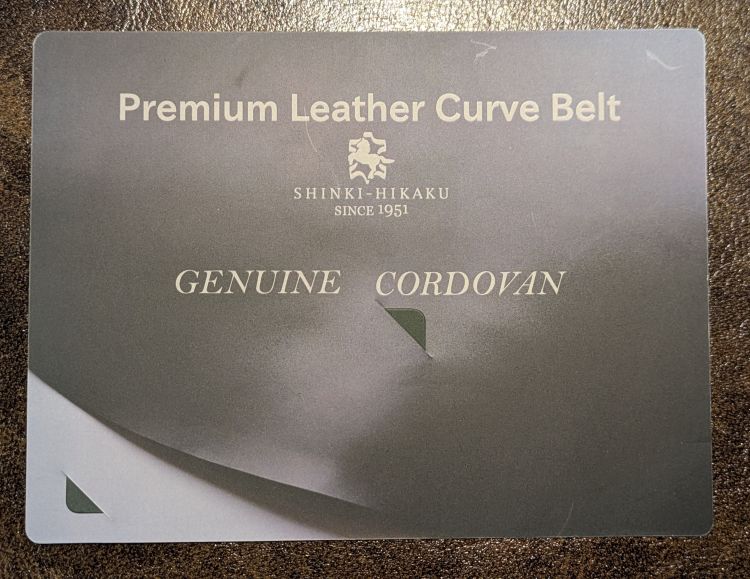 Premium Leather Curve Belt
SHINKI-HIKAKU
SINCE 1951
GENUINE CORDOVAN